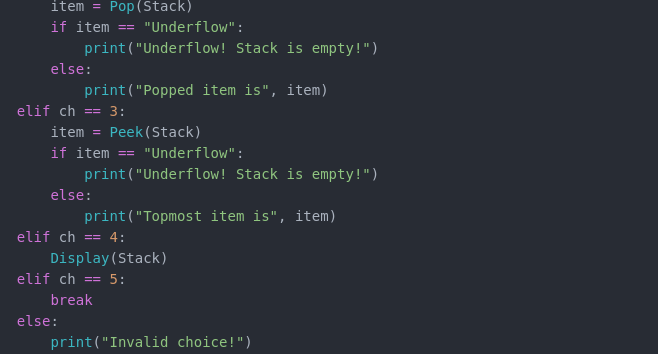 item = Pop(Stack)
        if item == "Underflow":
            print("Underflow! Stack is empty!")
        else:
            print("Popped item is", item)
    elif ch == 3:
        item = Peek(Stack)
        if item == "Underflow":
            print("Underflow! Stack is empty!")
        else:
            print("Topmost item is", item)
    elif ch == 4:
        Display(Stack)
    elif ch == 5:
        break
    else:
        print("Invalid choice!")